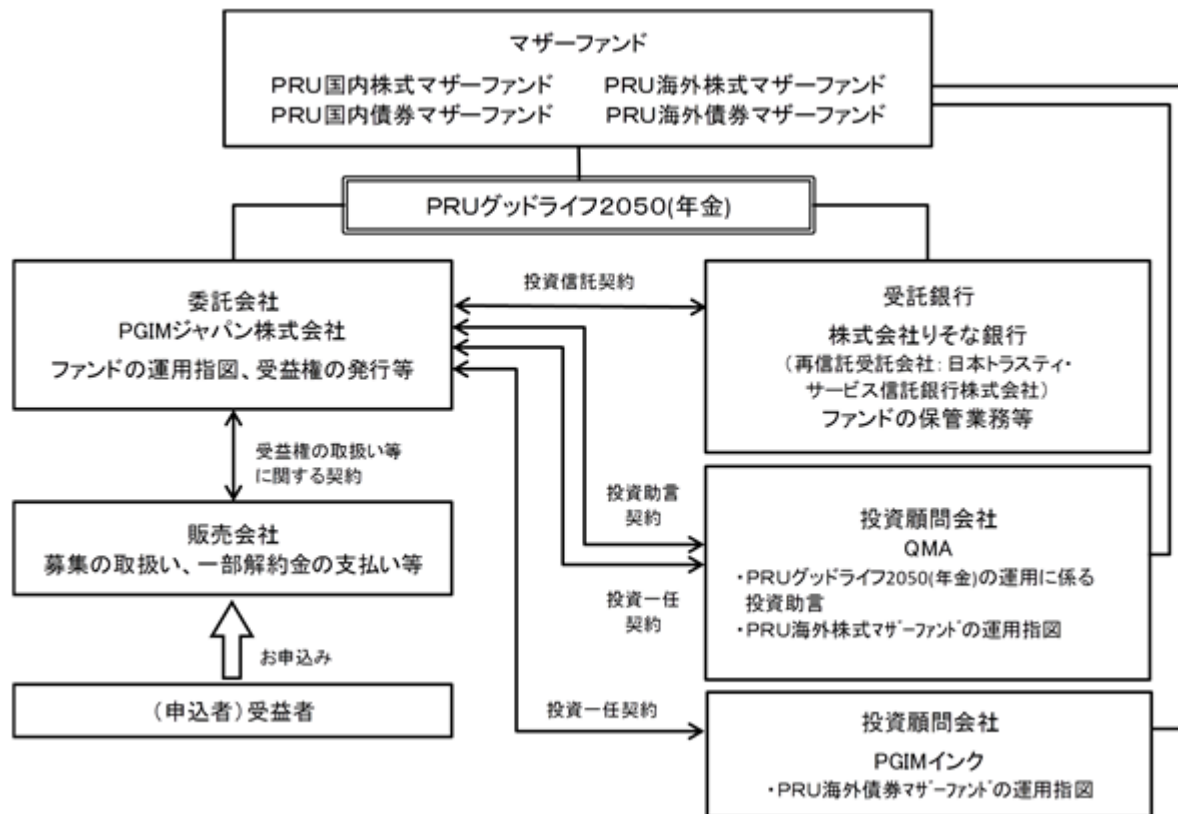 マザーファンド
PRU国内株式マザーファンド PRU海外株式マザーファンド
PRU国内債券マザーファンド PRU海外債券マザーファンド
PRUグッドライフ2050(年金)
委託会社
PGIMジャパン株式会社
ファンドの運用指図、受益権の発行等
投資信託契約
受託銀行
株式会社りそな銀行
(再信託受託会社:日本トラスティ・
サービス信託銀行株式会社)
ファンドの保管業務等
受益権の取扱い等
に関する契約
販売会社
募集の取扱い、一部解約金の支払い等
お申込み
(申込者)受益者
投資助言
契約
投資一任
契約
投資顧問会社
QMA
・PRUグッドライフ2050(年金)の運用に係る
投資助言
・PRU海外株式マザーファンドの運用指図
投資一任契約
投資顧問会社
PGIMインク
・PRU海外債券マザーファンドの運用指図